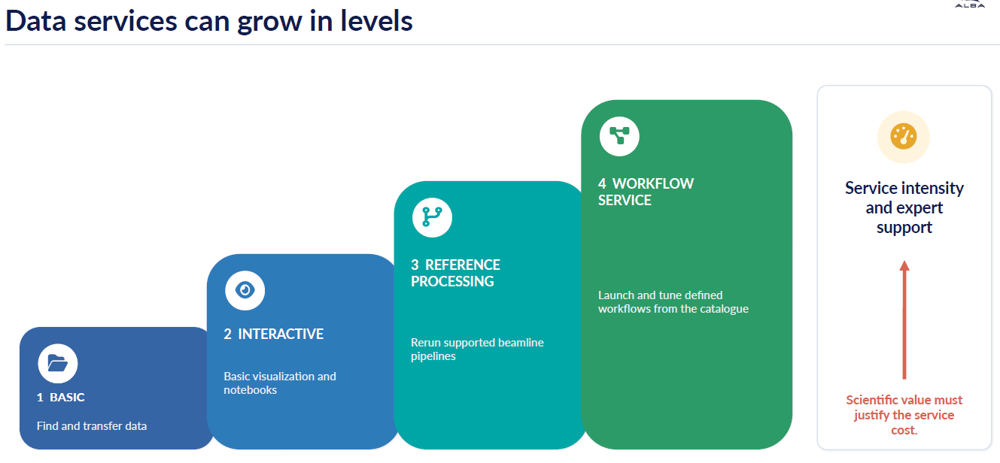 Data services can grow in levels
ALBA
1 BASIC
Find and transfer data
2 INTERACTIVE
Basic visualization and
notebooks
3 REFERENCE
PROCESSING
Rerun supported beamline
pipelines
4 WORKFLOW
SERVICE
Launch and tune defined
workflows from the catalogue
Service intensity
and expert
support
Scientific value must
justify the service
cost.